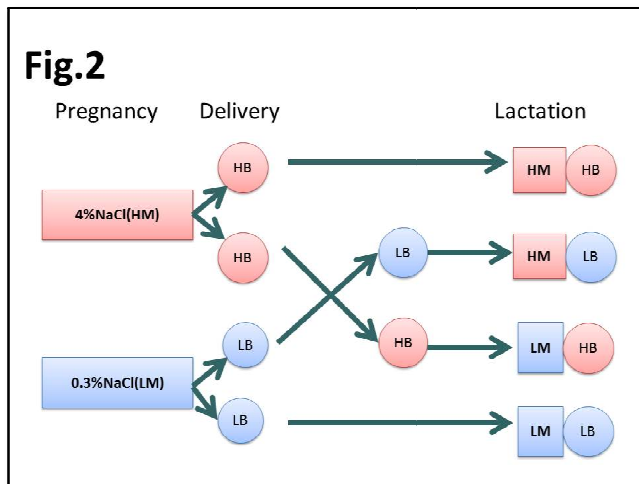 Fig.2
Pregnancy Delivery Lactation
HB
HM HB
4%NaCl(HM)
HB
LB
HM LB
LB
HB
LM HB
0.3%NaCl(LM)
LB
LM LB